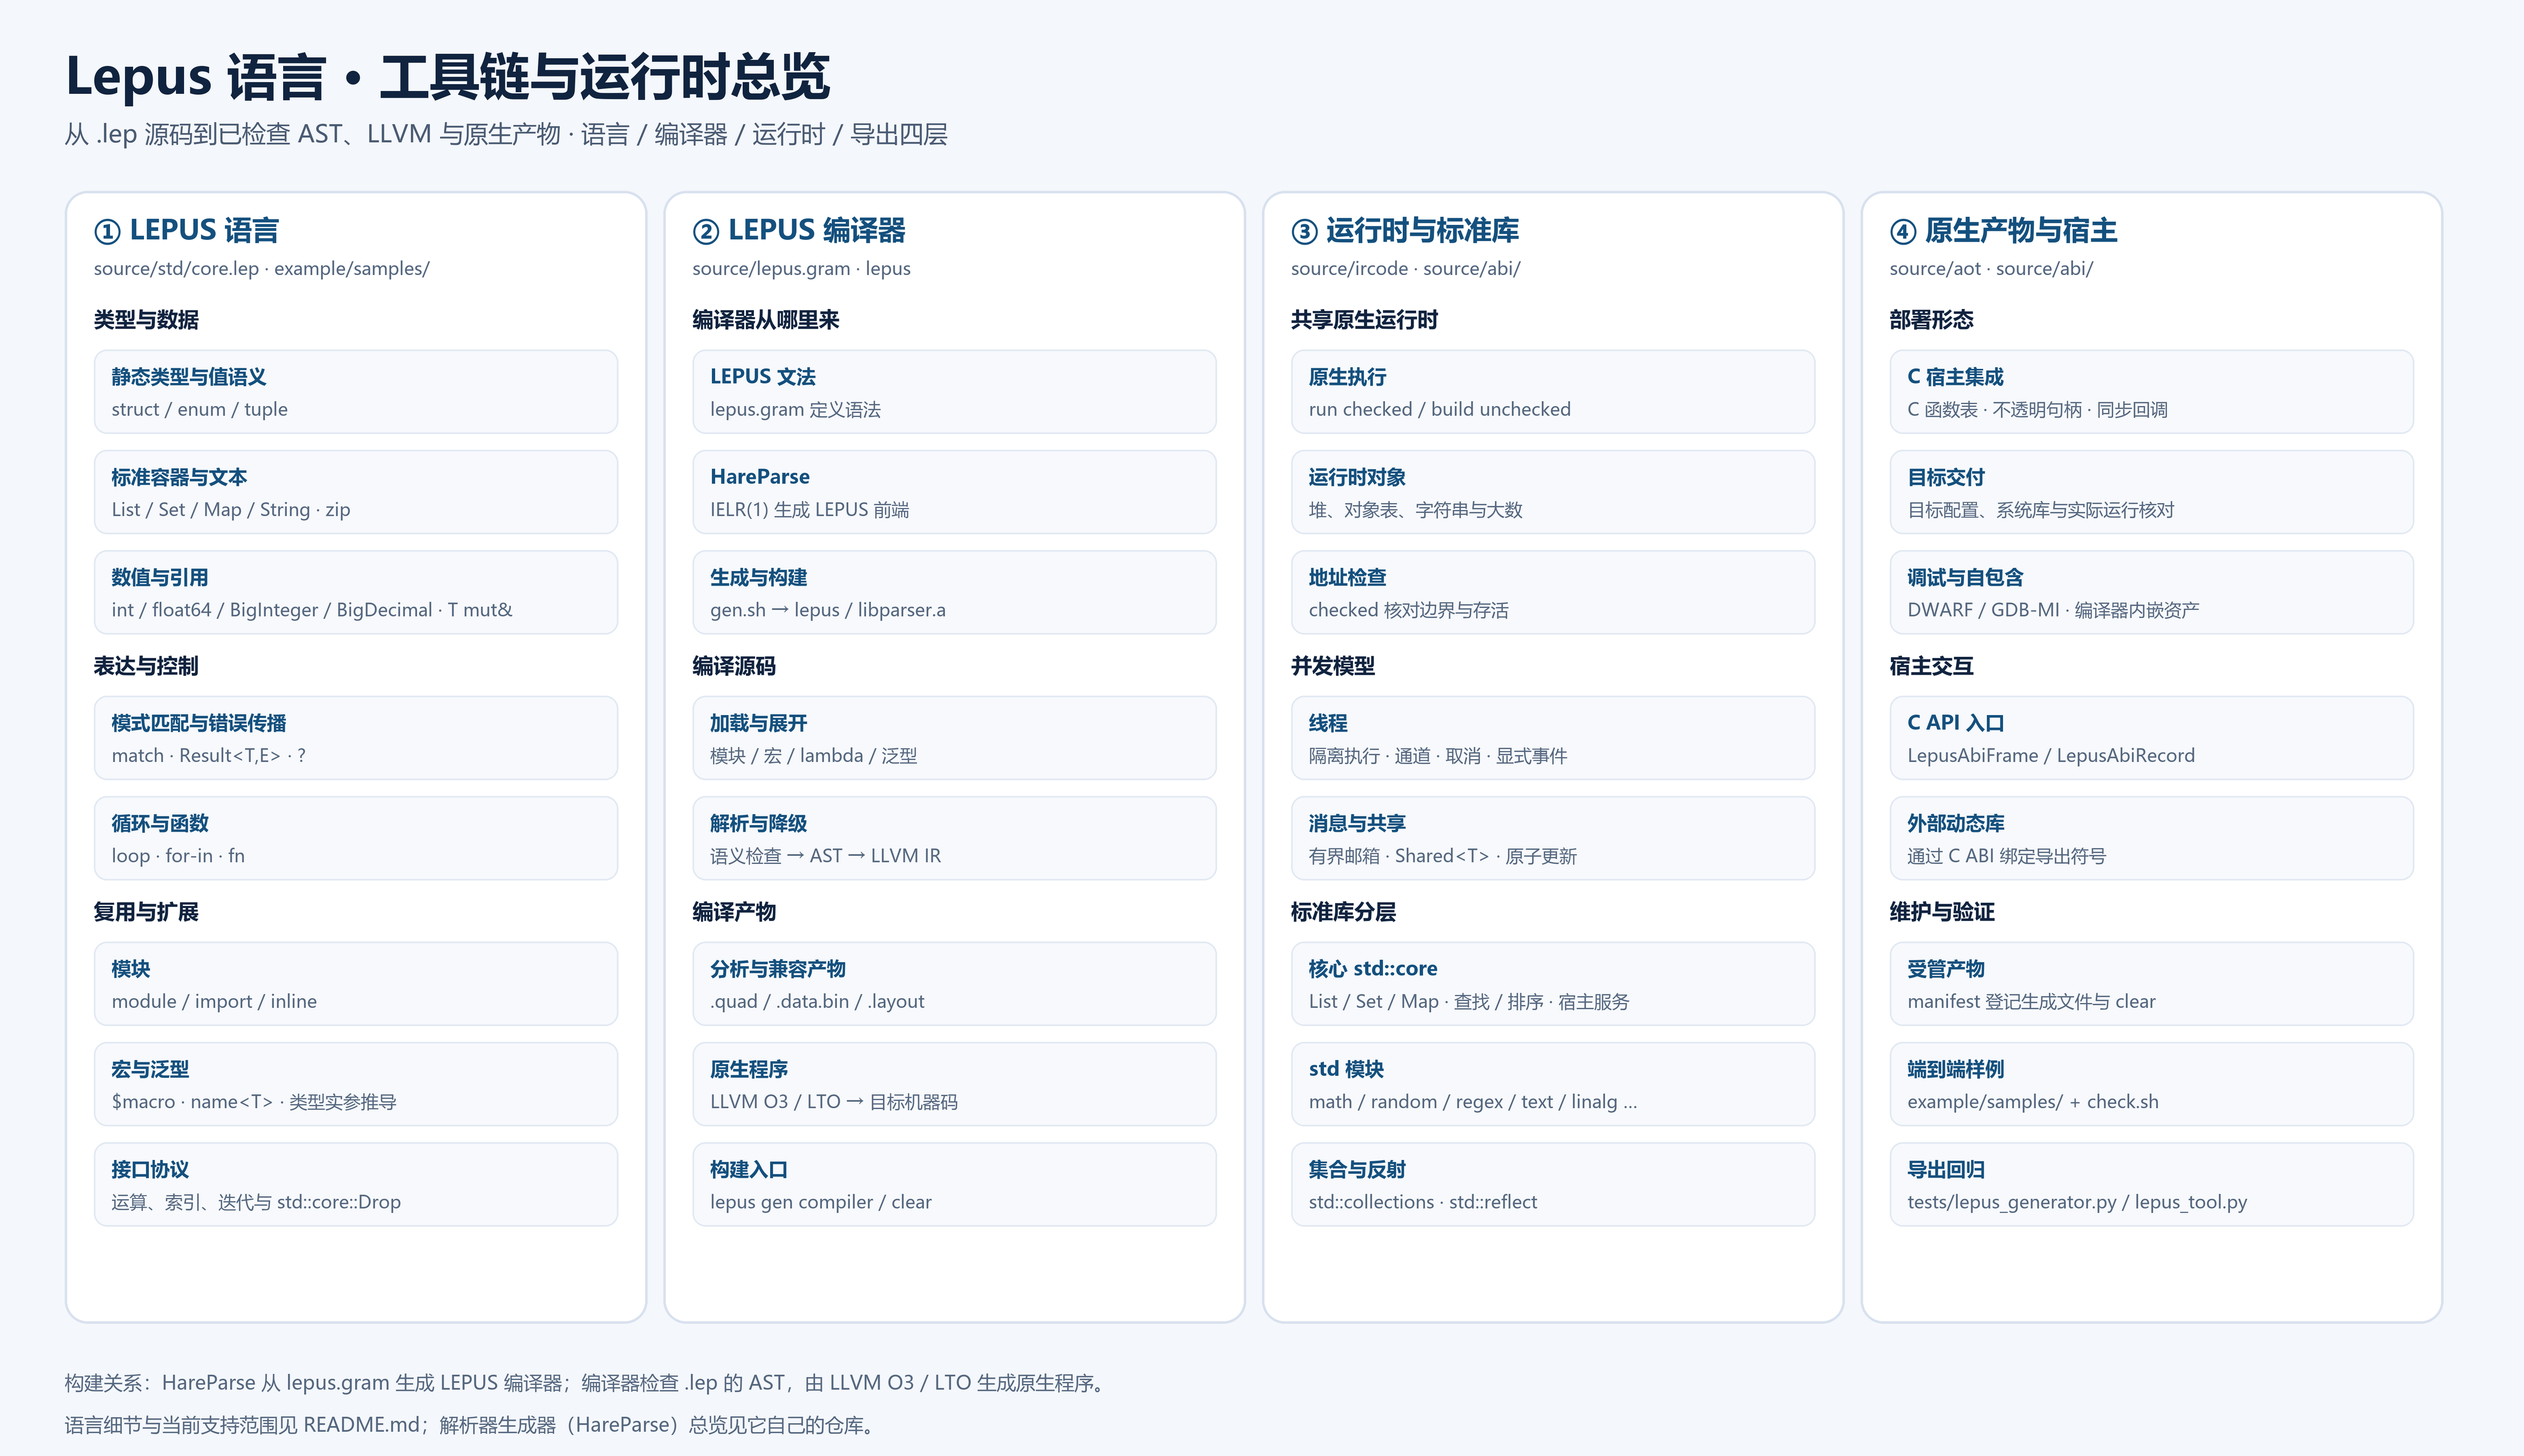 Lepus 语言 · 工具链与运行时总览
从 .lep 源码到已检查 AST、LLVM 与原生产物 · 语言 / 编译器 / 运行时 / 导出四层
① LEPUS 语言
source/std/core.lep · example/samples/
类型与数据
静态类型与值语义
struct / enum / tuple
标准容器与文本
List / Set / Map / String · zip
数值与引用
int / float64 / BigInteger / BigDecimal · T mut&
表达与控制
模式匹配与错误传播
match · Result<T,E> · ?
循环与函数
loop · for-in · fn
复用与扩展
模块
module / import / inline
宏与泛型
$macro · name<T> · 类型实参推导
接口协议
运算、索引、迭代与 std::core::Drop
② LEPUS 编译器
source/lepus.gram · lepus
编译器从哪里来
LEPUS 文法
lepus.gram 定义语法
HareParse
IELR(1) 生成 LEPUS 前端
生成与构建
gen.sh → lepus / libparser.a
编译源码
加载与展开
模块 / 宏 / lambda / 泛型
解析与降级
语义检查 → AST → LLVM IR
编译产物
分析与兼容产物
.quad / .data.bin / .layout
原生程序
LLVM O3 / LTO → 目标机器码
构建入口
lepus gen compiler / clear
③ 运行时与标准库
source/ircode · source/abi/
共享原生运行时
原生执行
run checked / build unchecked
运行时对象
堆、对象表、字符串与大数
地址检查
checked 核对边界与存活
并发模型
线程
隔离执行 · 通道 · 取消 · 显式事件
消息与共享
有界邮箱 · Shared<T> · 原子更新
标准库分层
核心 std::core
List / Set / Map · 查找 / 排序 · 宿主服务
std 模块
math / random / regex / text / linalg ...
集合与反射
std::collections · std::reflect
④ 原生产物与宿主
source/aot · source/abi/
部署形态
C 宿主集成
C 函数表 · 不透明句柄 · 同步回调
目标交付
目标配置、系统库与实际运行核对
调试与自包含
DWARF / GDB-MI · 编译器内嵌资产
宿主交互
C API 入口
LepusAbiFrame / LepusAbiRecord
外部动态库
通过 C ABI 绑定导出符号
维护与验证
受管产物
manifest 登记生成文件与 clear
端到端样例
example/samples/ + check.sh
导出回归
tests/lepus_generator.py / lepus_tool.py
构建关系：HareParse 从 lepus.gram 生成 LEPUS 编译器；编译器检查 .lep 的 AST，由 LLVM O3 / LTO 生成原生程序。
语言细节与当前支持范围见 README.md；解析器生成器（HareParse）总览见它自己的仓库。